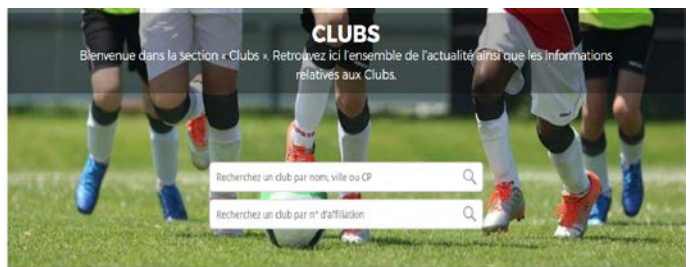 CLUBS
Bienvenue dans la section « Clubs ». Retrouvez ici l'ensemble de l'actualité ainsi que les informations
relatives aux Clubs.
Recherchez un club par nom, ville ou CP
Recherchez un club par n° d'affiliation